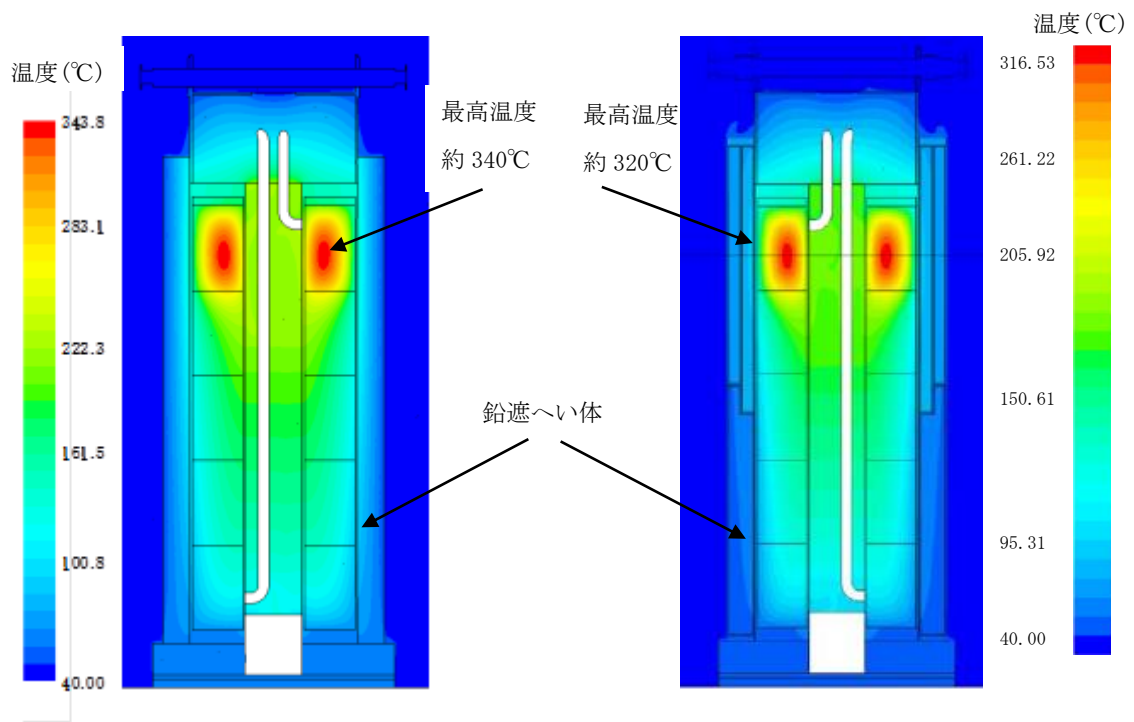 温度(℃)
343.8
283.1
222.3
161.5
100.8
40.00
最高温度
約 340℃
最高温度
約 320℃
鉛遮へい体
温度(℃)
316.53
261.22
205.92
150.61
95.31
40.00